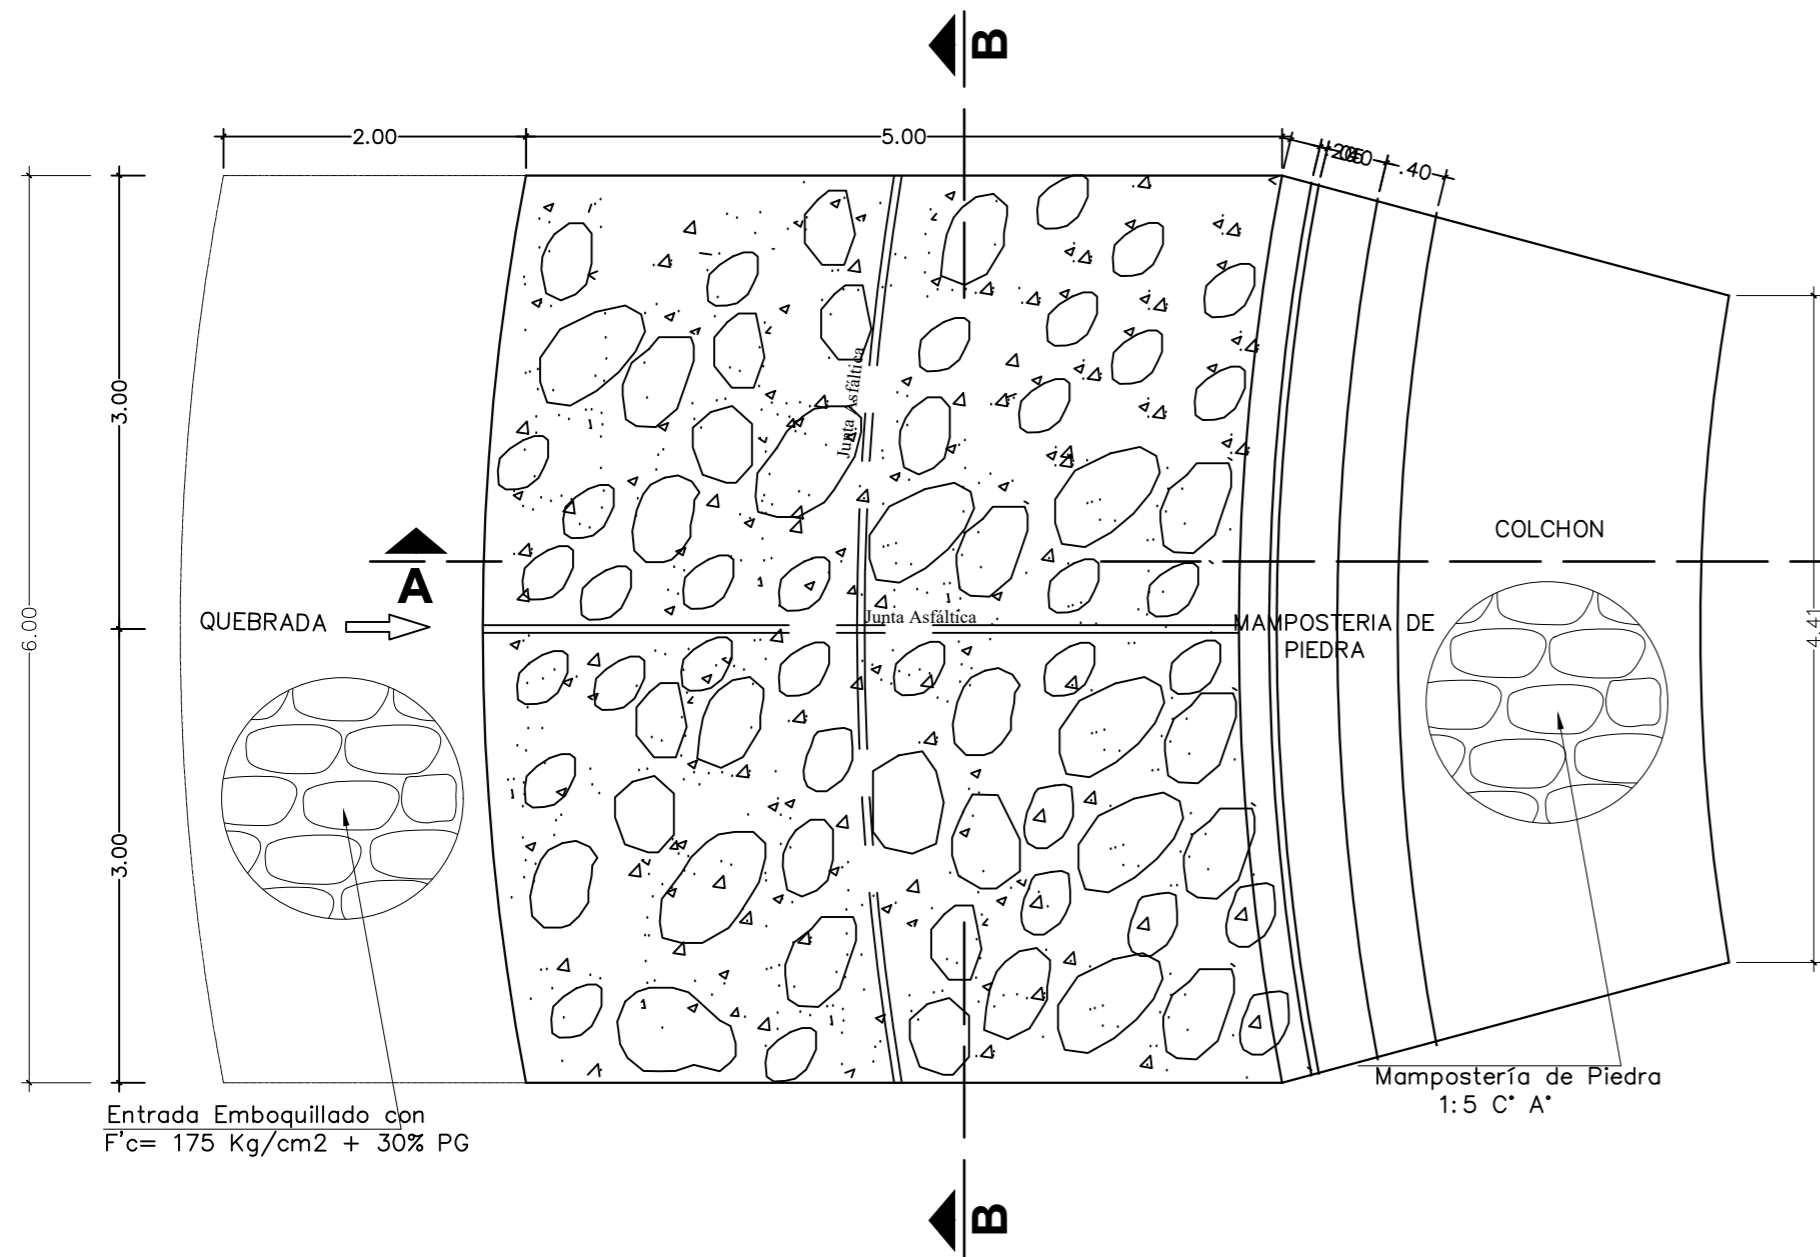 B
2.00
5.00
.40
3.00
Junta Asfáltica
COLCHON
A
QUEBRADA
Junta Asfáltica
MAMPOSTERIA DE
PIEDRA
6.00
4.41
3.00
Mampostería de Piedra
1:5 C° A°
Entrada Emboquillado con
F'c= 175 Kg/cm2 + 30% PG
B